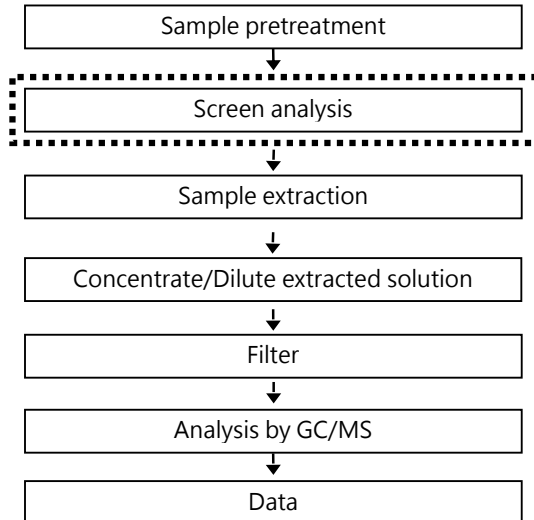 Sample pretreatment
Screen analysis
Sample extraction
Concentrate/Dilute extracted solution
Filter
Analysis by GC/MS
Data